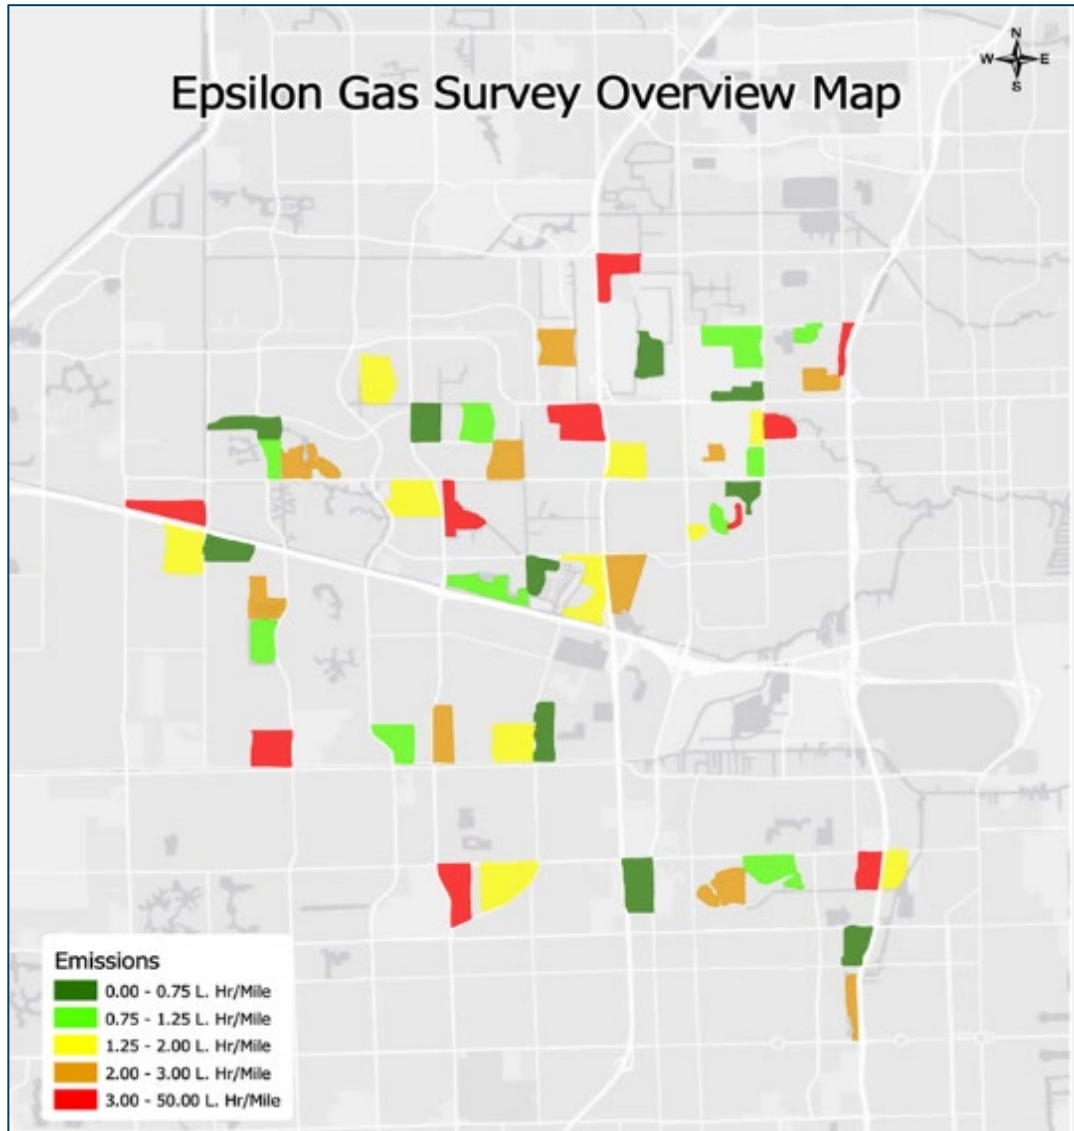 N
W E
S
Epsilon Gas Survey Overview Map
Emissions
0.00 - 0.75 L. Hr/Mile
0.75 - 1.25 L. Hr/Mile
1.25 - 2.00 L. Hr/Mile
2.00 - 3.00 L. Hr/Mile
3.00 - 50.00 L. Hr/Mile